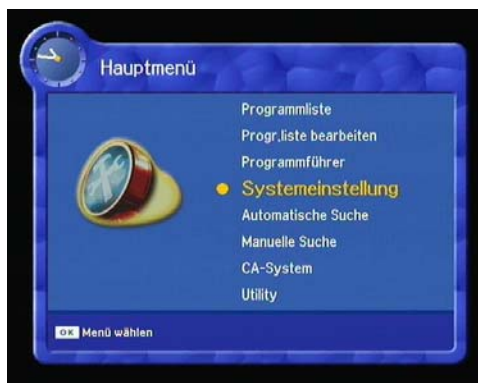 Hauptmenü
Programmliste
Progr,liste bearbeiten
Programmführer
Systemeinstellung
Automatische Suche
Manuelle Suche
CA-System
Utility
OK Menü wählen